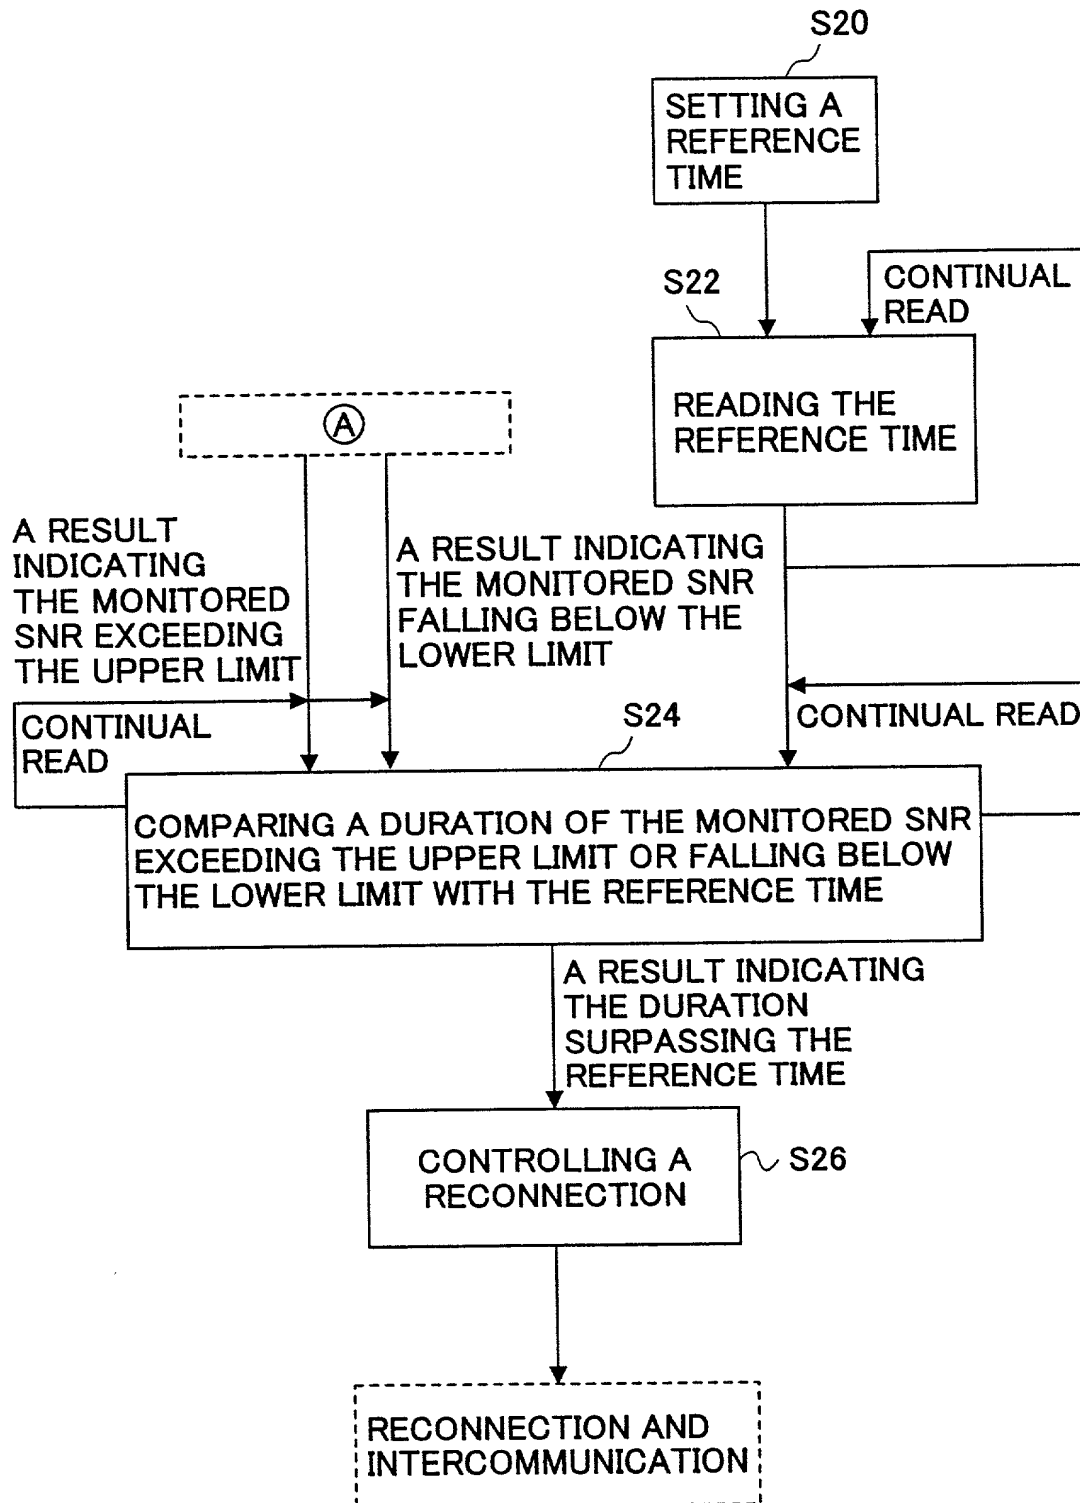 S20
SETTING A
REFERENCE
TIME
S22
CONTINUAL
READ
READING THE
REFERENCE TIME
A
A RESULT
INDICATING
THE MONITORED
SNR EXCEEDING
THE UPPER LIMIT
A RESULT INDICATING
THE MONITORED SNR
FALLING BELOW THE
LOWER LIMIT
CONTINUAL
READ
S24
CONTINUAL READ
COMPARING A DURATION OF THE MONITORED SNR
EXCEEDING THE UPPER LIMIT OR FALLING BELOW
THE LOWER LIMIT WITH THE REFERENCE TIME
A RESULT INDICATING
THE DURATION
SURPASSING THE
REFERENCE TIME
CONTROLLING A
RECONNECTION
S26
RECONNECTION AND
INTERCOMMUNICATION